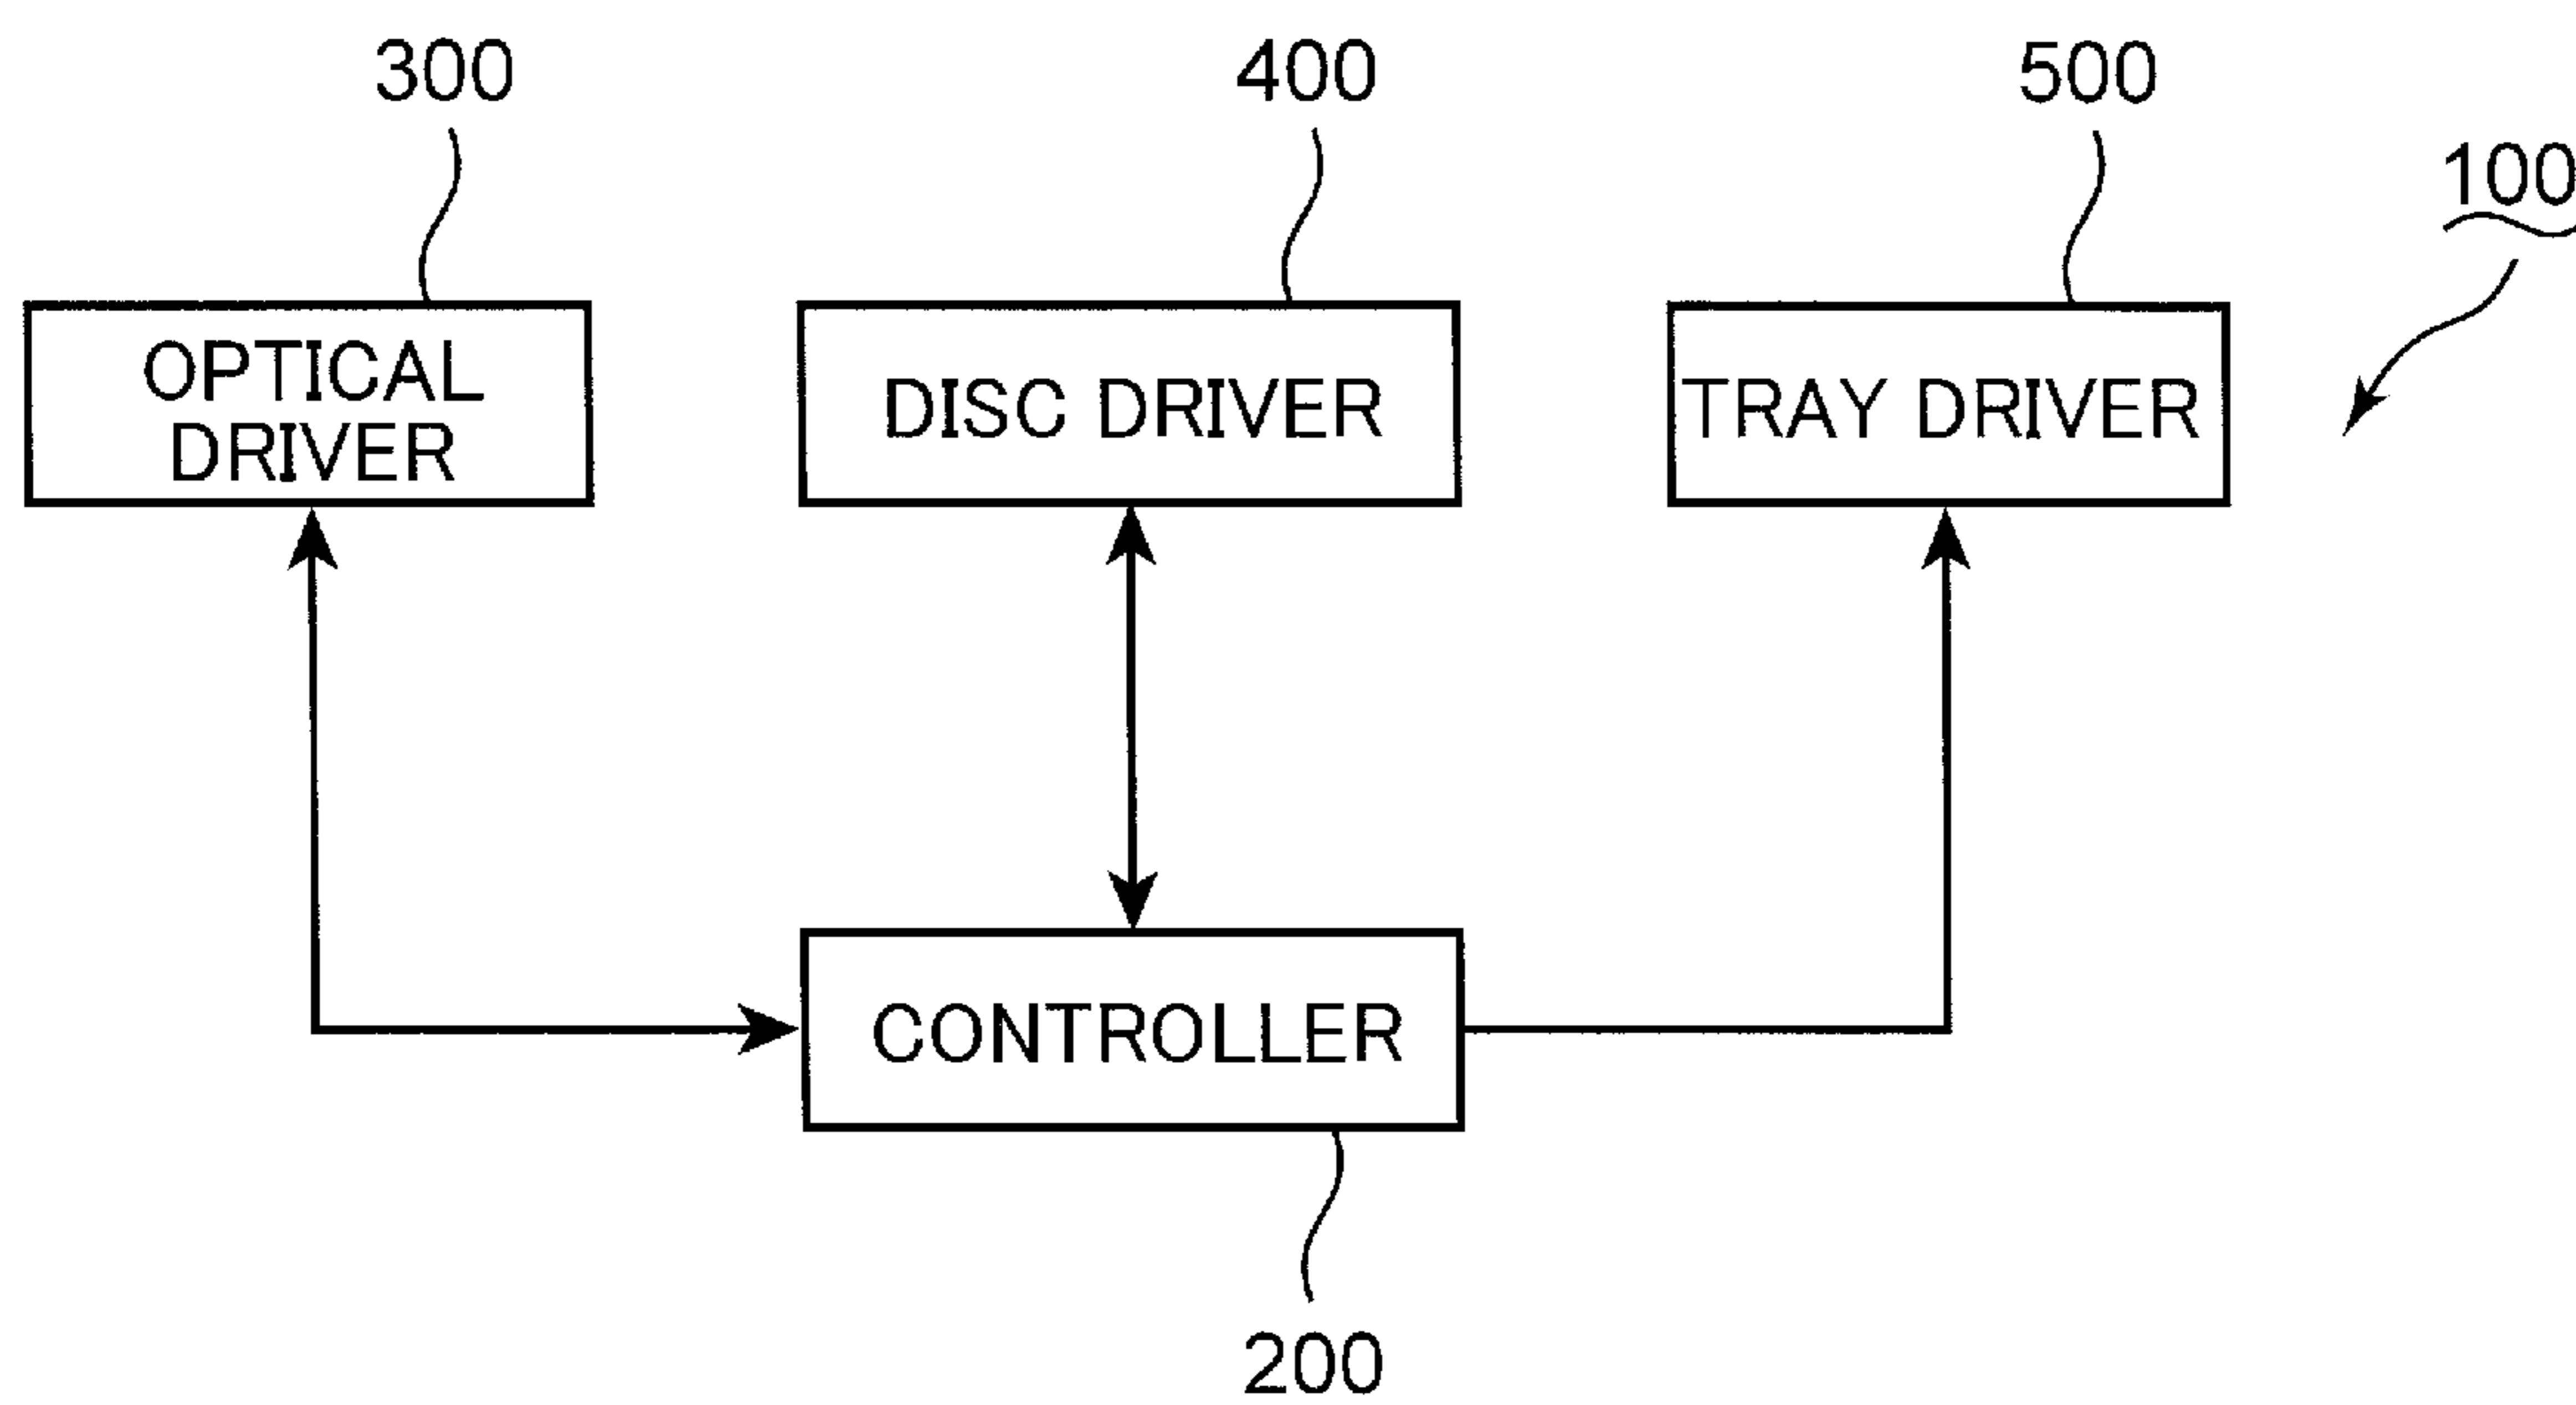 300
400
500
100
OPTICAL
DRIVER
DISC DRIVER
TRAY DRIVER
CONTROLLER
200